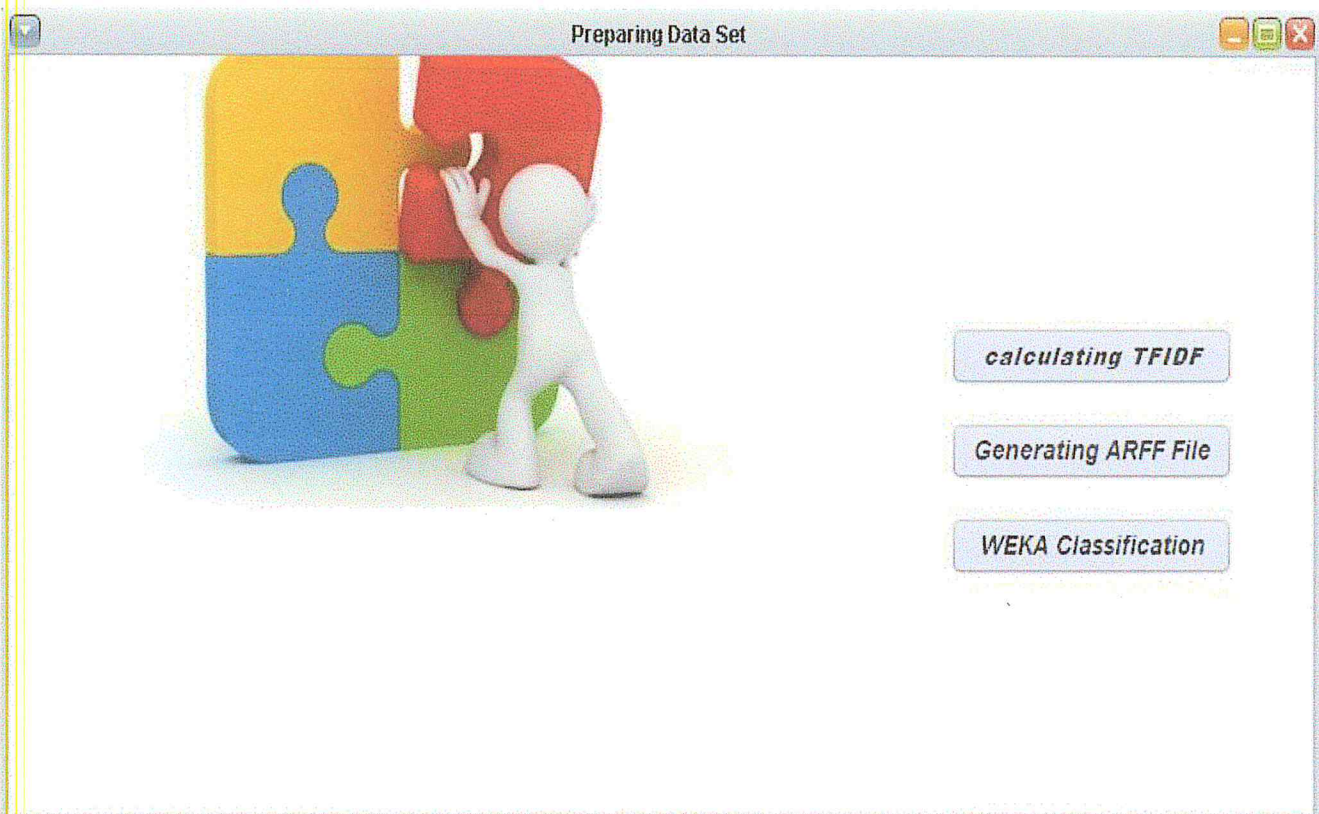 Preparing Data Set
calculating TFIDF
Generating ARFF File
WEKA Classification